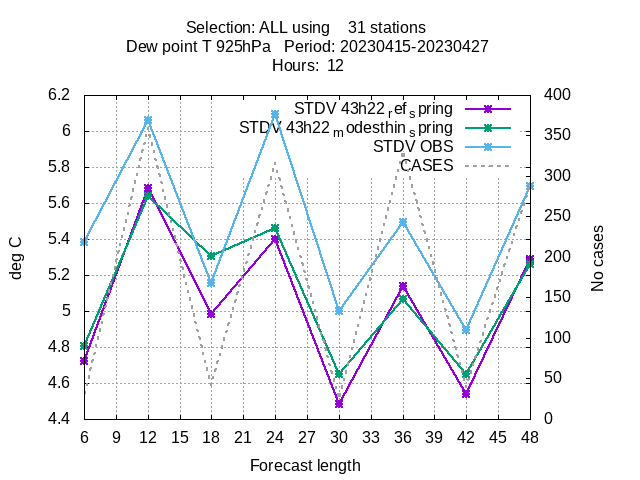 Selection: ALL using    31 stations
Dew point T 925hPa   Period: 20230415-20230427
Hours:  12
STDV 43h22 ref spring
STDV 43h22 modesthin spring
STDV OBS
CASES
6.2
6
5.8
5.6
5.4
5.2
5
4.8
4.6
4.4
deg C
400
350
300
250
200
150
100
50
0
No cases
6 9 12 15 18 21 24 27 30 33 36 39 42 45 48
Forecast length